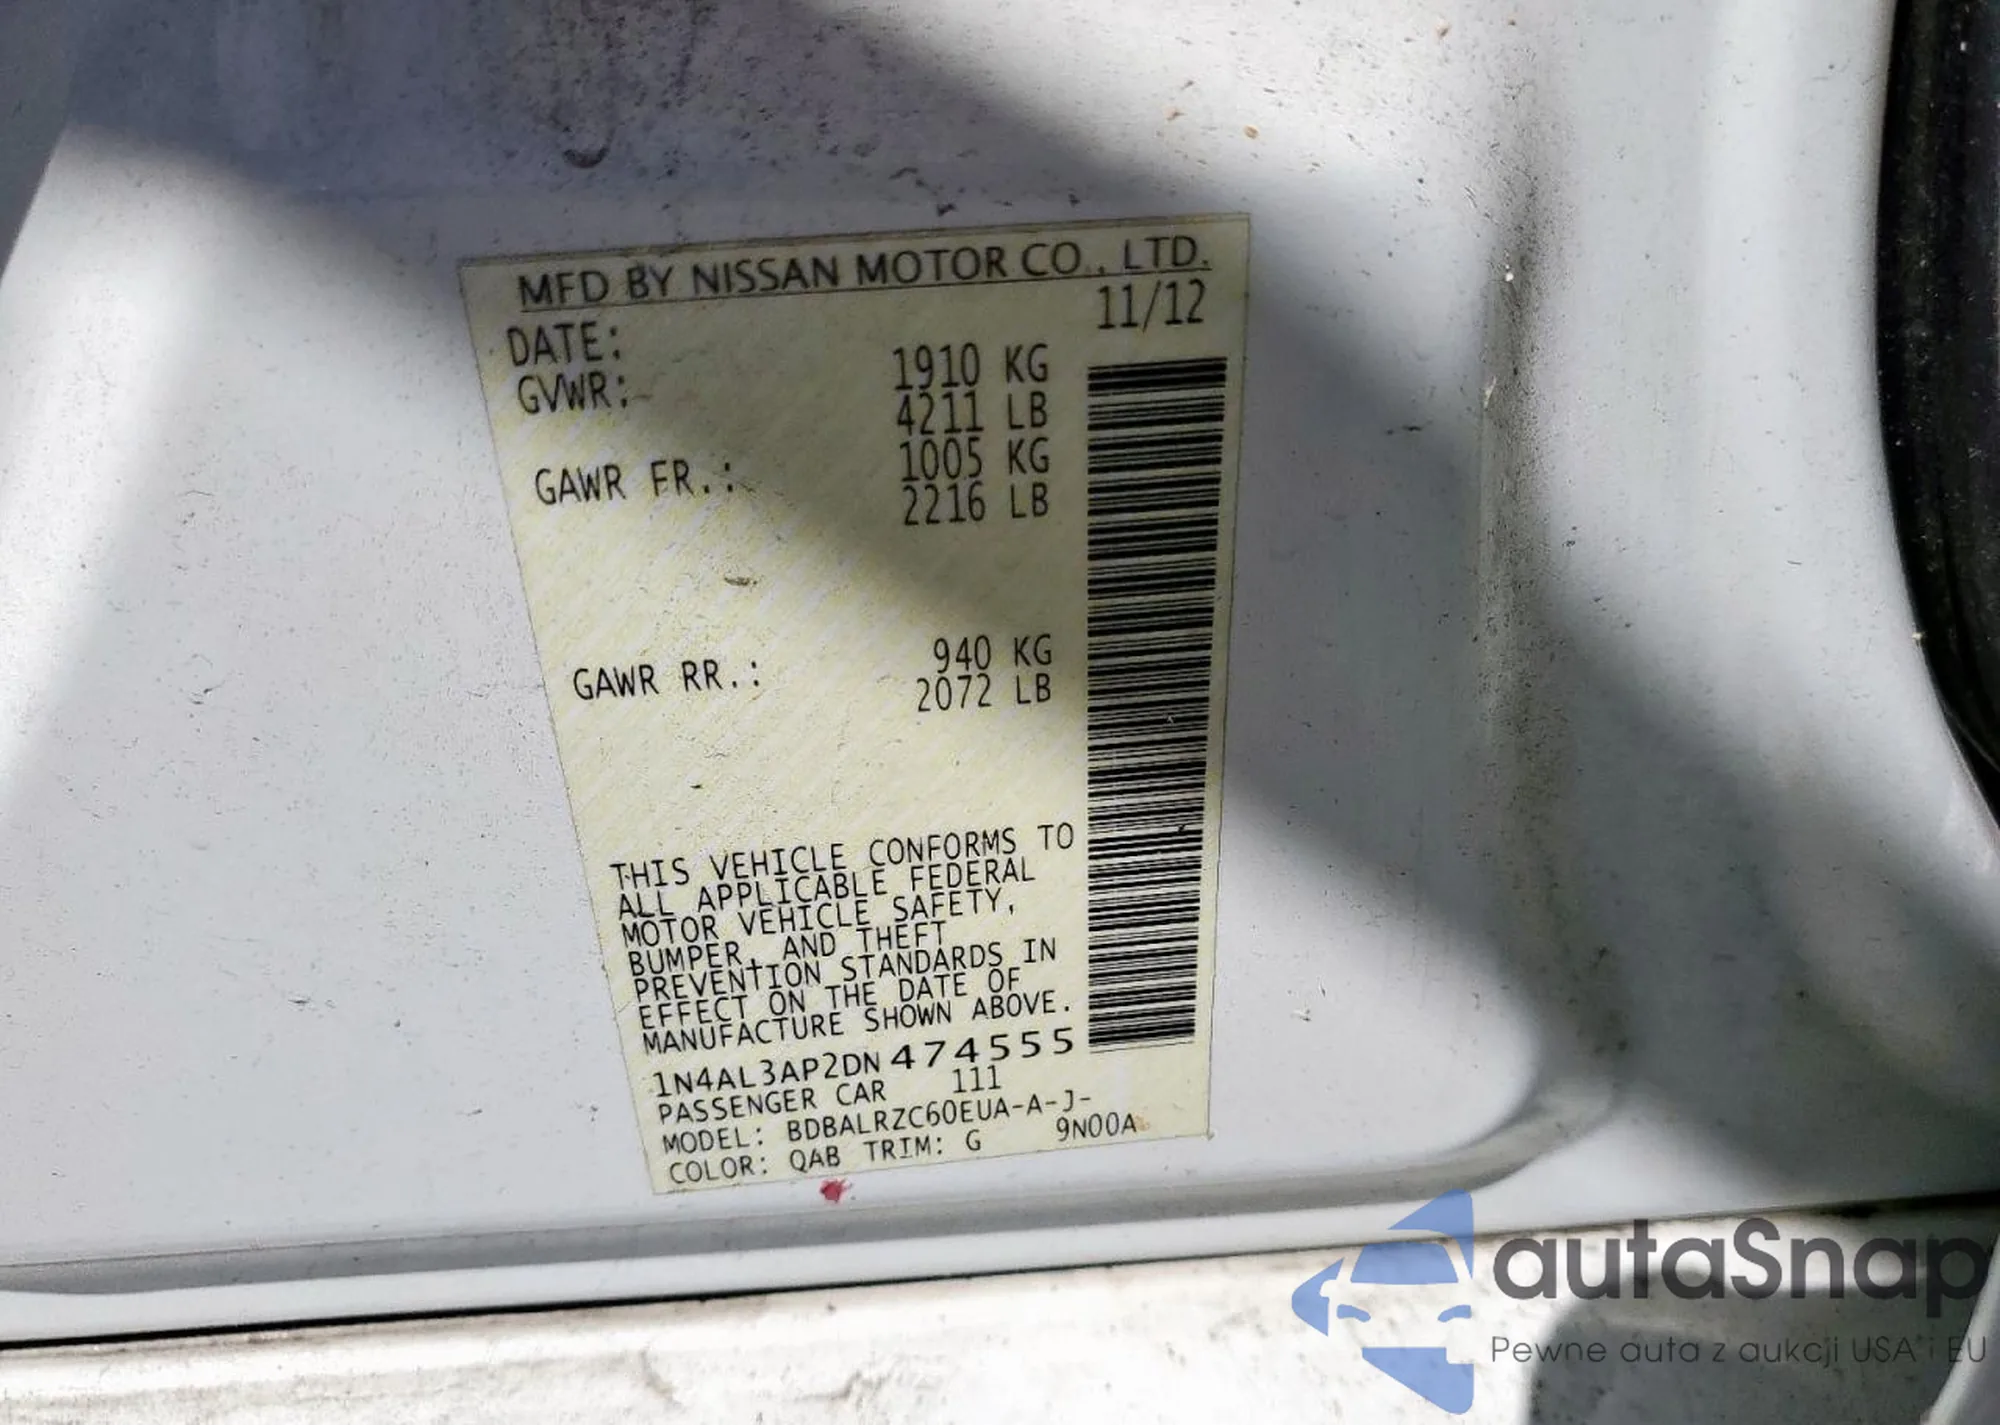 MFD BY NISSAN MOTOR CO., LTD.
DATE: 11/12
GVWR: 1910 KG
4211 LB
GAWR FR.: 1005 KG
2216 LB
GAWR RR.: 940 KG
2072 LB
THIS VEHICLE CONFORMS TO
ALL APPLICABLE FEDERAL
MOTOR VEHICLE SAFETY,
BUMPER, AND THEFT
PREVENTION STANDARDS IN
EFFECT ON THE DATE OF
MANUFACTURE SHOWN ABOVE.
1N4AL3AP2DN474555
PASSENGER CAR 111
MODEL: BDBALRZC60EUA-A-J-
COLOR: QAB TRIM: G 9N00A
autaSnap
Pewne auta z aukcji USA i EU